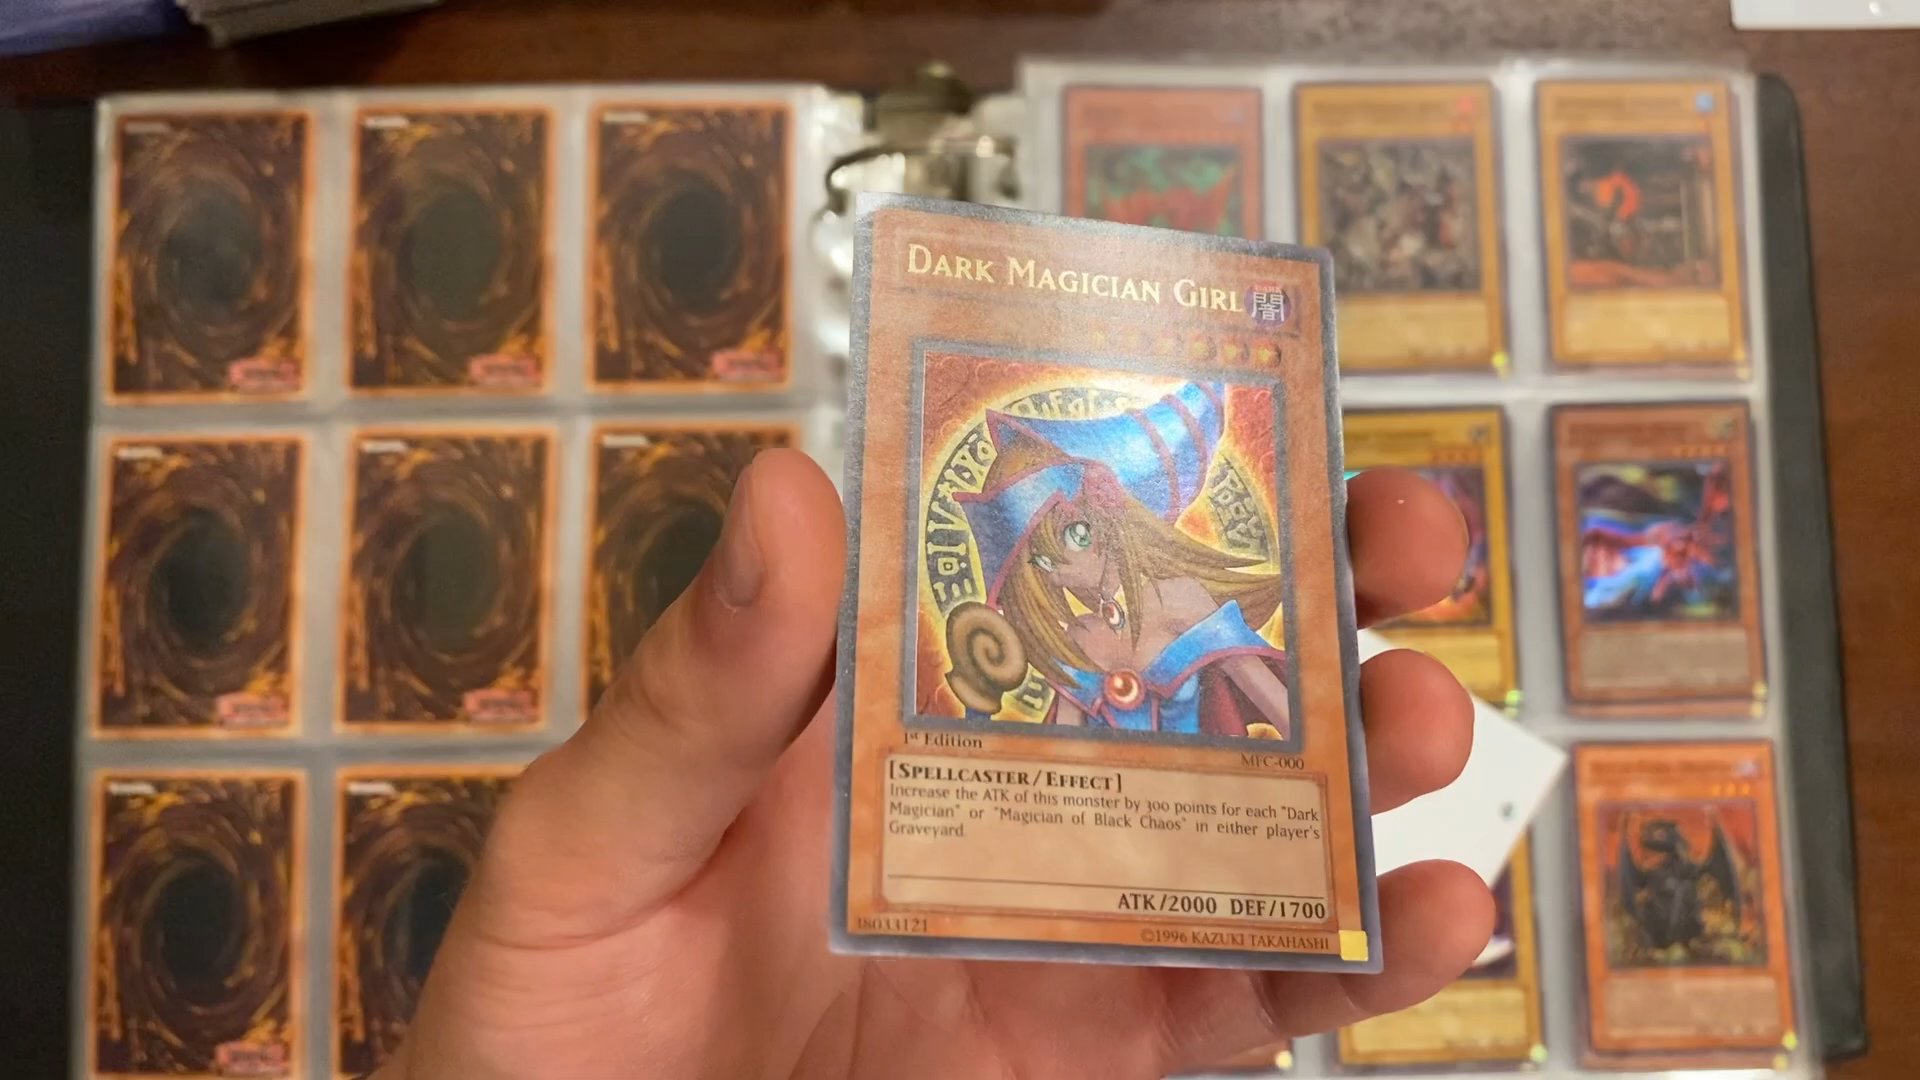 DARK MAGICIAN GIRL
DARK
闇
1st Edition
MFC-000
[SPELLCASTER/EFFECT]
Increase the ATK of this monster by 300 points for each "Dark
Magician" or "Magician of Black Chaos" in either player's
Graveyard.
ATK/2000 DEF/1700
38033121
©1996 KAZUKI TAKAHASHI